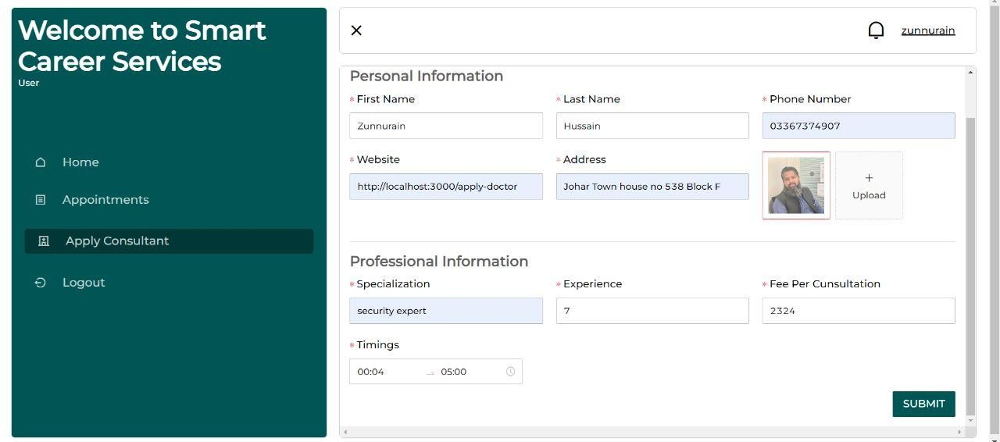 Welcome to Smart
Career Services
User
Home
Appointments
Apply Consultant
Logout
zunnurain
Personal Information
* First Name
* Last Name
* Phone Number
Zunnurain
Hussain
03367374907
* Website
* Address
http://localhost:3000/apply-doctor
Johar Town house no 538 Block F
+
Upload
Professional Information
* Specialization
* Experience
* Fee Per Cunsultation
security expert
7
2324
* Timings
00:04
05:00
SUBMIT